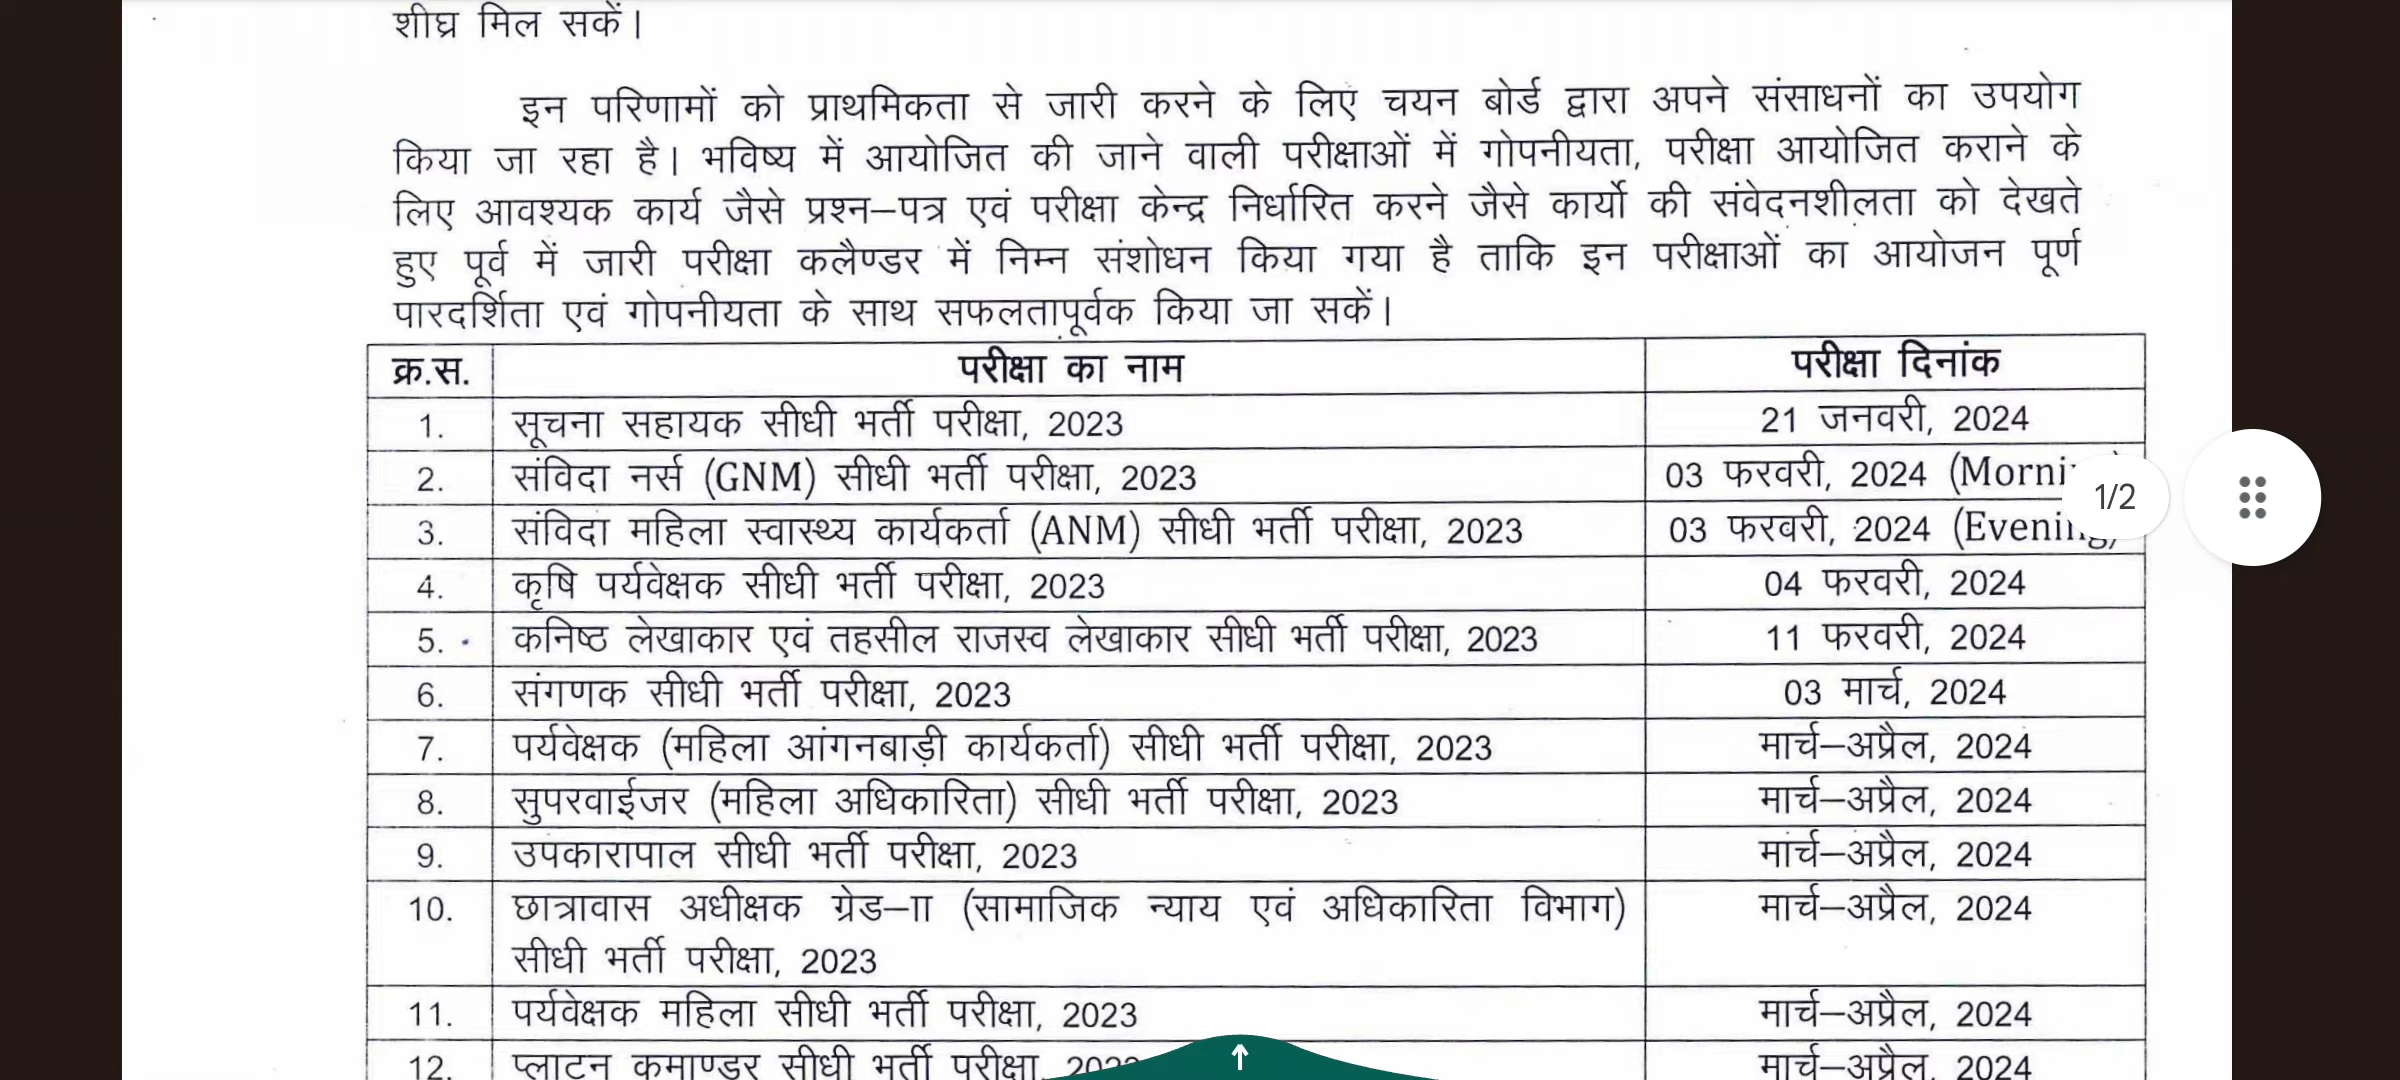 शीघ्र मिल सकें।
इन परिणामों को प्राथमिकता से जारी करने के लिए चयन बोर्ड द्वारा अपने संसाधनों का उपयोग
किया जा रहा है। भविष्य में आयोजित की जाने वाली परीक्षाओं में गोपनीयता, परीक्षा आयोजित कराने के
लिए आवश्यक कार्य जैसे प्रश्न–पत्र एवं परीक्षा केन्द्र निर्धारित करने जैसे कार्यो की संवेदनशीलता को देखते
हुए पूर्व में जारी परीक्षा कलैण्डर में निम्न संशोधन किया गया है ताकि इन परीक्षाओं का आयोजन पूर्ण
पारदर्शिता एवं गोपनीयता के साथ सफलतापूर्वक किया जा सकें।
क्र.स. परीक्षा का नाम परीक्षा दिनांक
1. सूचना सहायक सीधी भर्ती परीक्षा, 2023 21 जनवरी, 2024
2. संविदा नर्स (GNM) सीधी भर्ती परीक्षा, 2023 03 फरवरी, 2024
3. संविदा महिला स्वास्थ्य कार्यकर्ता (ANM) सीधी भर्ती परीक्षा, 2023 03 फरवरी, 2024 (Evening)
1/2
4. कृषि पर्यवेक्षक सीधी भर्ती परीक्षा, 2023 04 फरवरी, 2024
5. कनिष्ठ लेखाकार एवं तहसील राजस्व लेखाकार सीधी भर्ती परीक्षा, 2023 11 फरवरी, 2024
6. संगणक सीधी भर्ती परीक्षा, 2023 03 मार्च, 2024
7. पर्यवेक्षक (महिला आंगनबाड़ी कार्यकर्ता) सीधी भर्ती परीक्षा, 2023 मार्च–अप्रैल, 2024
8. सुपरवाईजर (महिला अधिकारिता) सीधी भर्ती परीक्षा, 2023 मार्च–अप्रैल, 2024
9. उपकारापाल सीधी भर्ती परीक्षा, 2023 मार्च–अप्रैल, 2024
10. छात्रावास अधीक्षक ग्रेड–II (सामाजिक न्याय एवं अधिकारिता विभाग) मार्च–अप्रैल, 2024
सीधी भर्ती परीक्षा, 2023
11. पर्यवेक्षक महिला सीधी भर्ती परीक्षा, 2023 मार्च–अप्रैल, 2024
12. प्लाटून कमाण्डर सीधी भर्ती परीक्षा, मार्च–अप्रैल, 2024